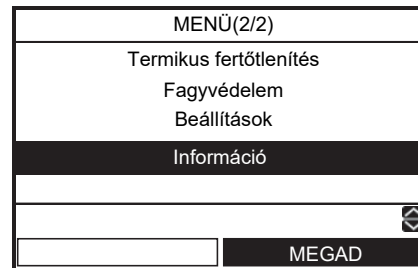 MENÜ(2/2)
Termikus fertőtlenítés
Fagyvédelem
Beállítások
Információ
MEGAD